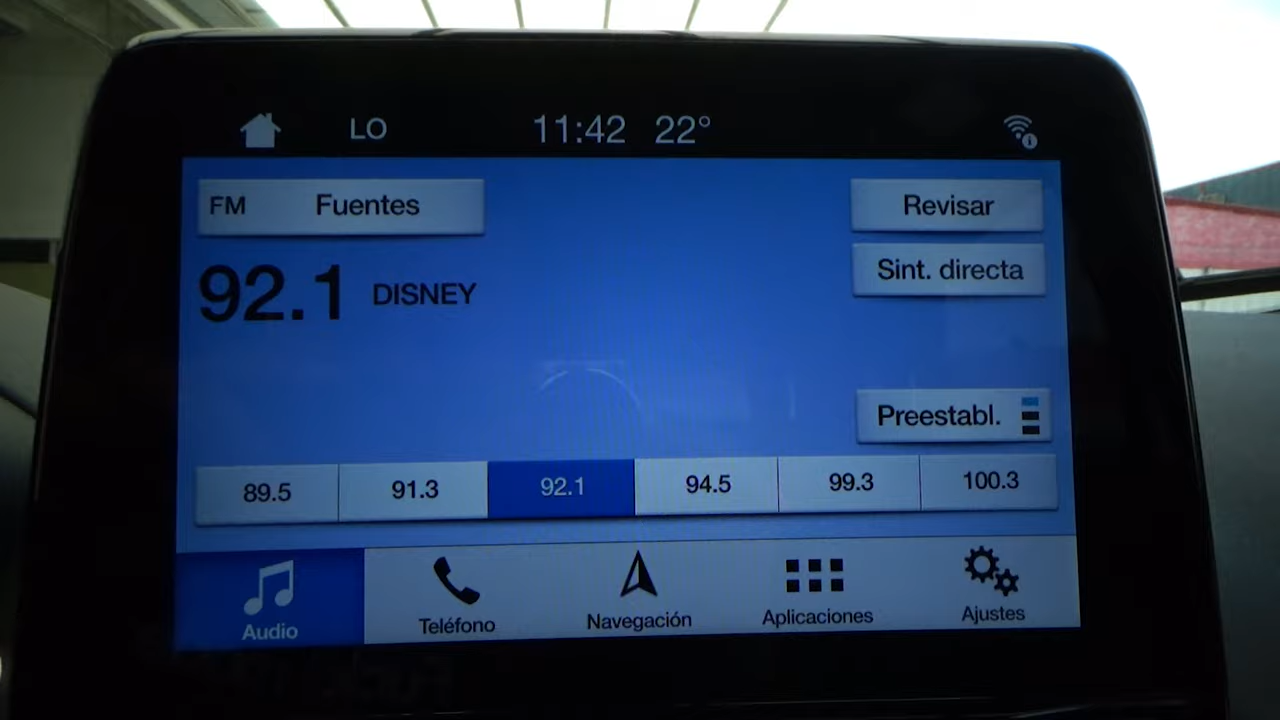 LO 11:42 22°
FM Fuentes Revisar
92.1 DISNEY Sint. directa
Preestabl.
89.5 91.3 92.1 94.5 99.3 100.3
Audio Teléfono Navegación Aplicaciones Ajustes